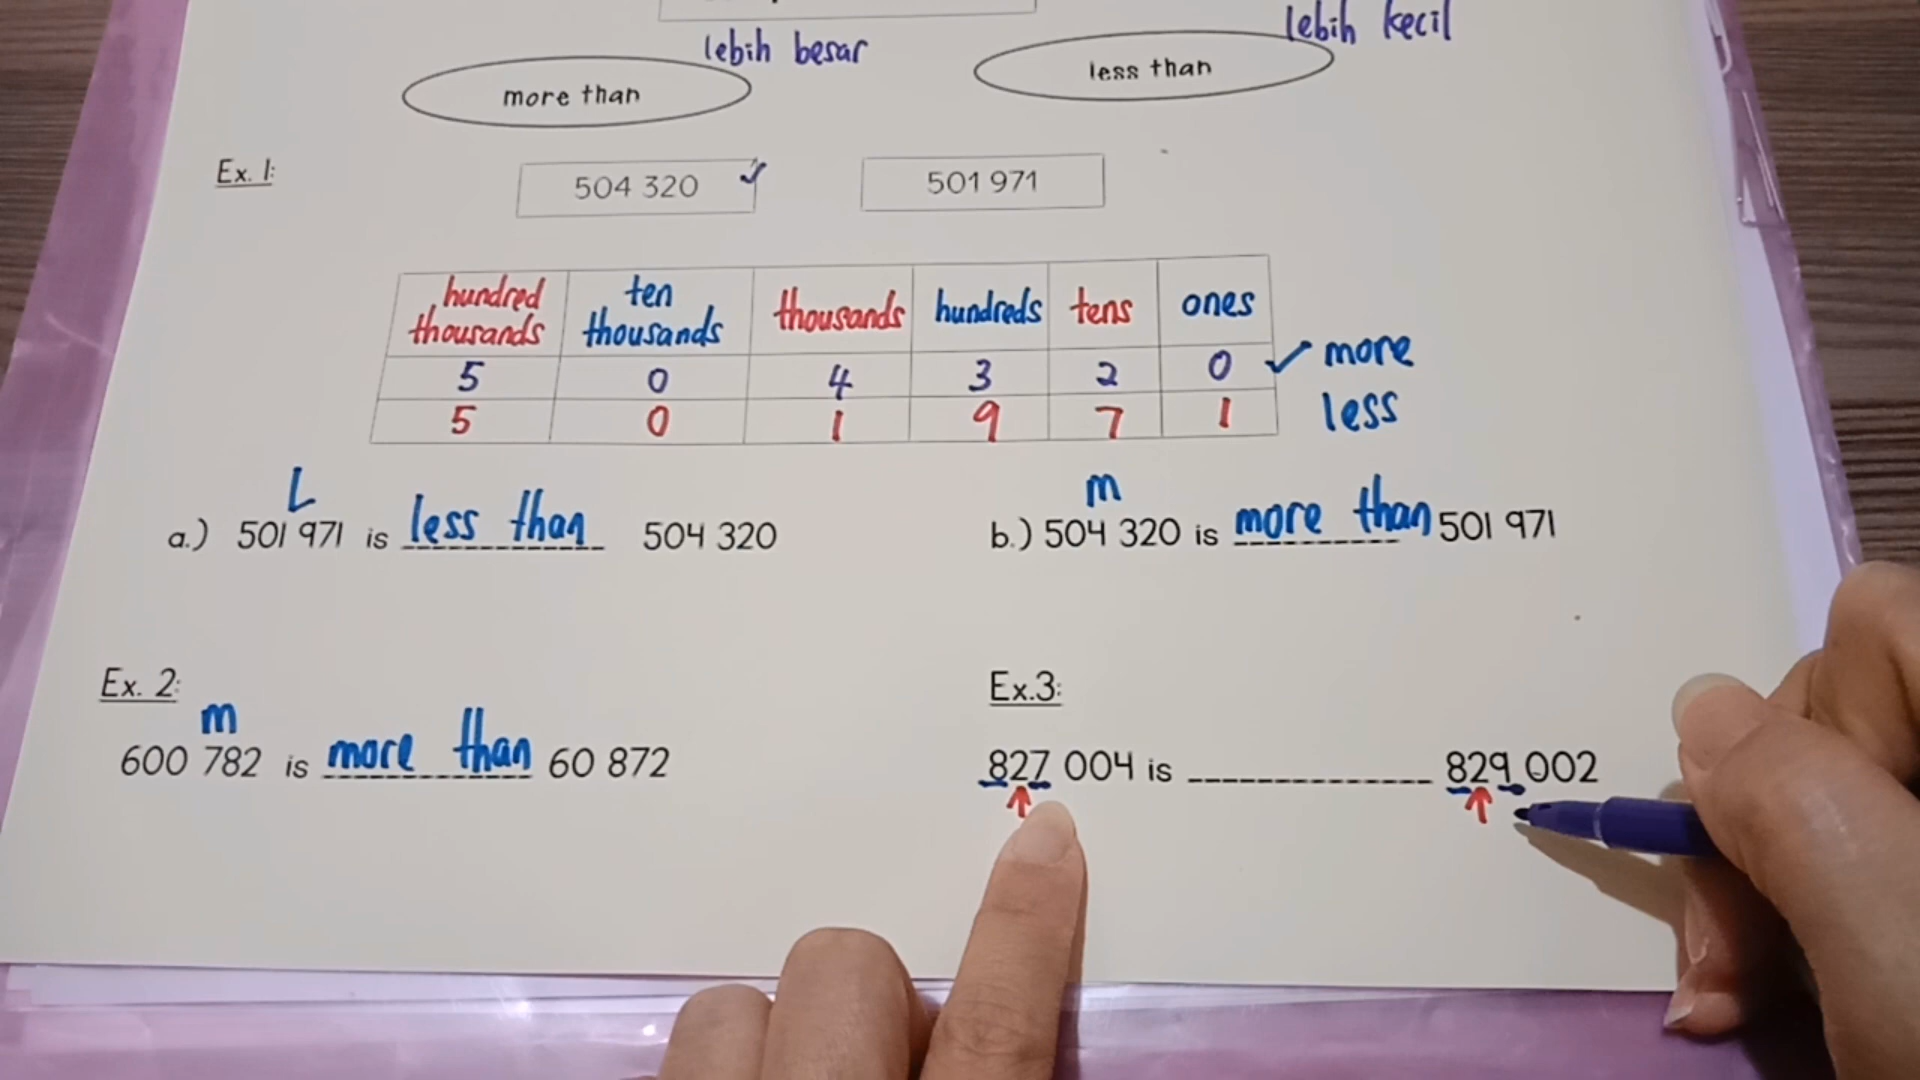 lebih besar
lebih kecil
more than
less than
Ex. 1:
504 320
501 971
hundred thousands
ten thousands
thousands
hundreds
tens
ones
5 0 4 3 2 0 ✓ more
5 0 1 9 7 1 less
L
a.) 501 971 is less than 504 320
m
b.) 504 320 is more than 501 971
Ex. 2:
m
600 782 is more than 60 872
Ex.3:
827 004 is ____________ 829 002